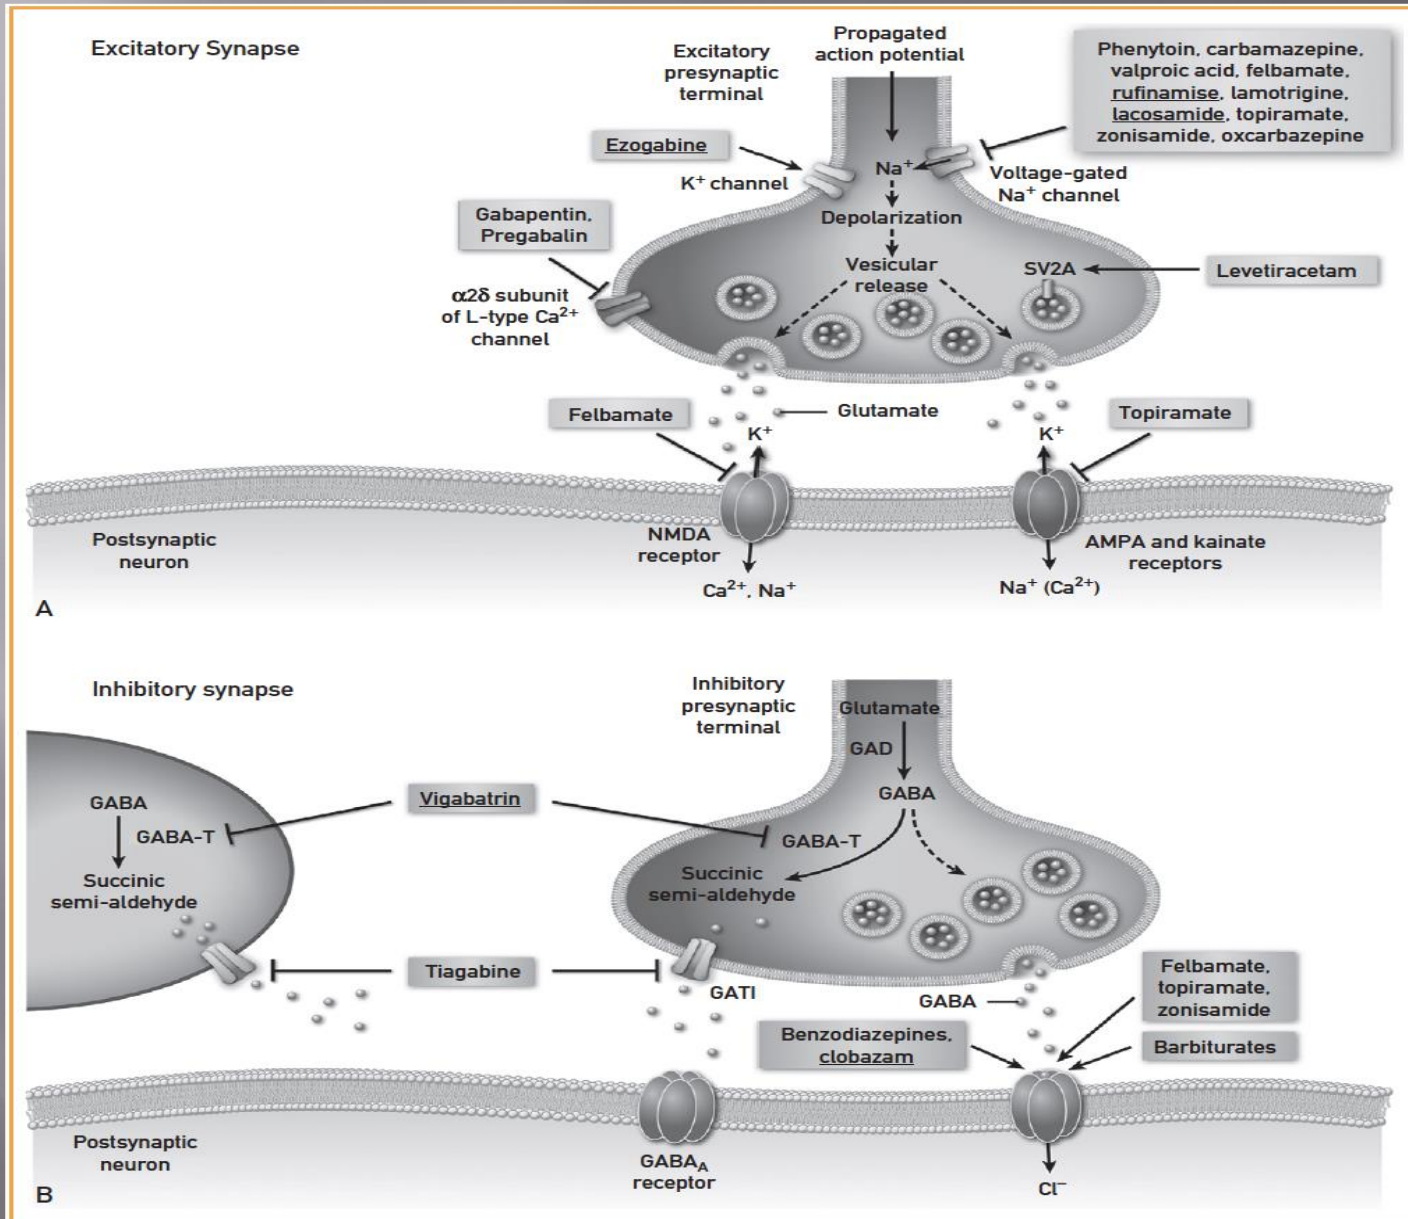 Excitatory Synapse
Excitatory
presynaptic
terminal
Propagated
action potential
Phenytoin, carbamazepine,
valproic acid, felbamate,
rufinamise, lamotrigine,
lacosamide, topiramate,
zonisamide, oxcarbazepine
Ezogabine
K⁺ channel
Na⁺
Voltage-gated
Na⁺ channel
Gabapentin,
Pregabalin
Depolarization
Vesicular
release
SV2A
Levetiracetam
α2δ subunit
of L-type Ca²⁺
channel
Felbamate
Glutamate
Topiramate
K⁺
K⁺
Postsynaptic
neuron
NMDA
receptor
AMPA and kainate
receptors
Ca²⁺, Na⁺
Na⁺ (Ca²⁺)
A
Inhibitory synapse
Inhibitory
presynaptic
terminal
Glutamate
GAD
GABA
GABA
GABA-T
Vigabatrin
GABA-T
Succinic
semi-aldehyde
Succinic
semi-aldehyde
Tiagabine
GATI
GABA
Felbamate,
topiramate,
zonisamide
Benzodiazepines,
clobazam
Barbiturates
Postsynaptic
neuron
GABA_A
receptor
Cl⁻
B